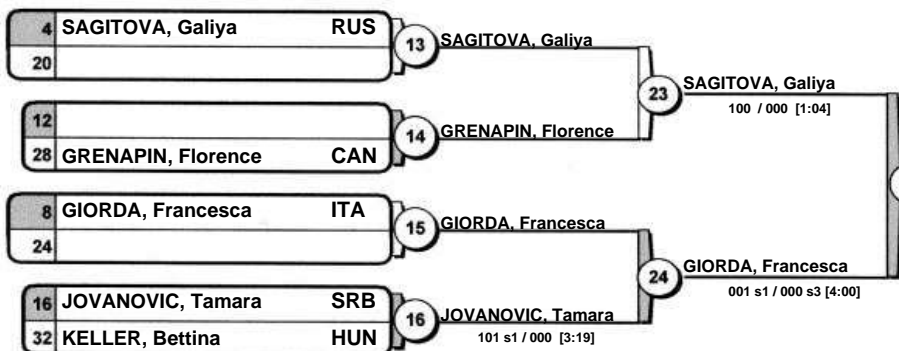 4 SAGITOVA, Galiya RUS
20
13 SAGITOVA, Galiya
12
28 GRENAPIN, Florence CAN
14 GRENAPIN, Florence
23 SAGITOVA, Galiya
100 / 000 [1:04]
8 GIORDA, Francesca ITA
24
15 GIORDA, Francesca
16 JOVANOVIC, Tamara SRB
32 KELLER, Bettina HUN
16 JOVANOVIC, Tamara
101 s1 / 000 [3:19]
24 GIORDA, Francesca
001 s1 / 000 s3 [4:00]